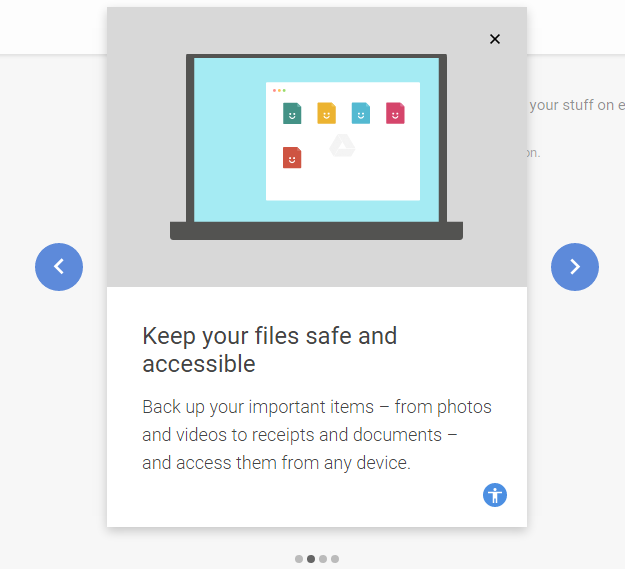 your stuff on e
on.
Keep your files safe and
accessible
Back up your important items – from photos
and videos to receipts and documents –
and access them from any device.